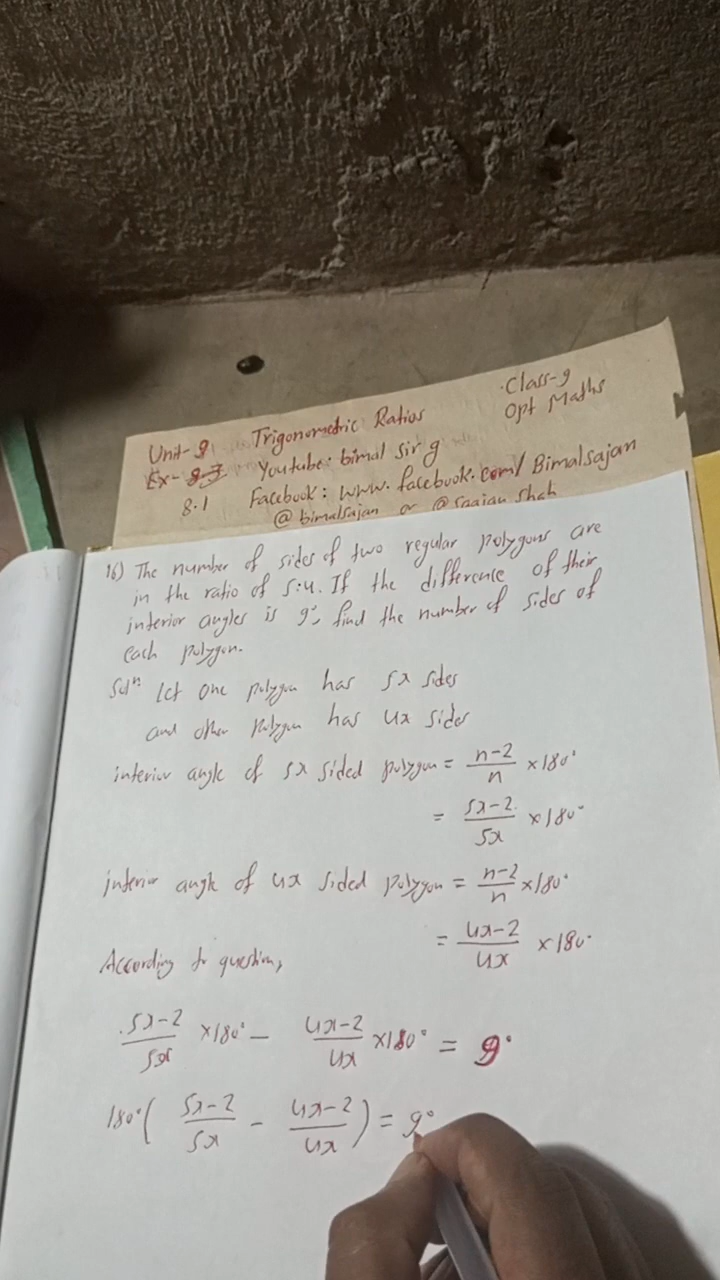 Unit-9 Trigonometric Ratios
Class-9
Opt Maths
Ex-
8.1
Youtube: bimal sir g
Facebook: www.facebook.com/Bimalsajan
@bimalsajan or @sajan shah
16) The number of sides of two regular polygons are
in the ratio of 5:4. If the difference of their
interior angles is 9°, find the number of sides of
each polygon.
Solⁿ Let one polygon has 5x sides
and other polygon has 4x sides
interior angle of 5x sided polygon = n-2/n ×180°
= 5x-2/5x ×180°
interior angle of 4x sided polygon = n-2/n ×180°
= 4x-2/4x ×180°
According to question,
5x-2/5x ×180° - 4x-2/4x ×180° = 9°
180° ( 5x-2/5x - 4x-2/4x ) = 9°